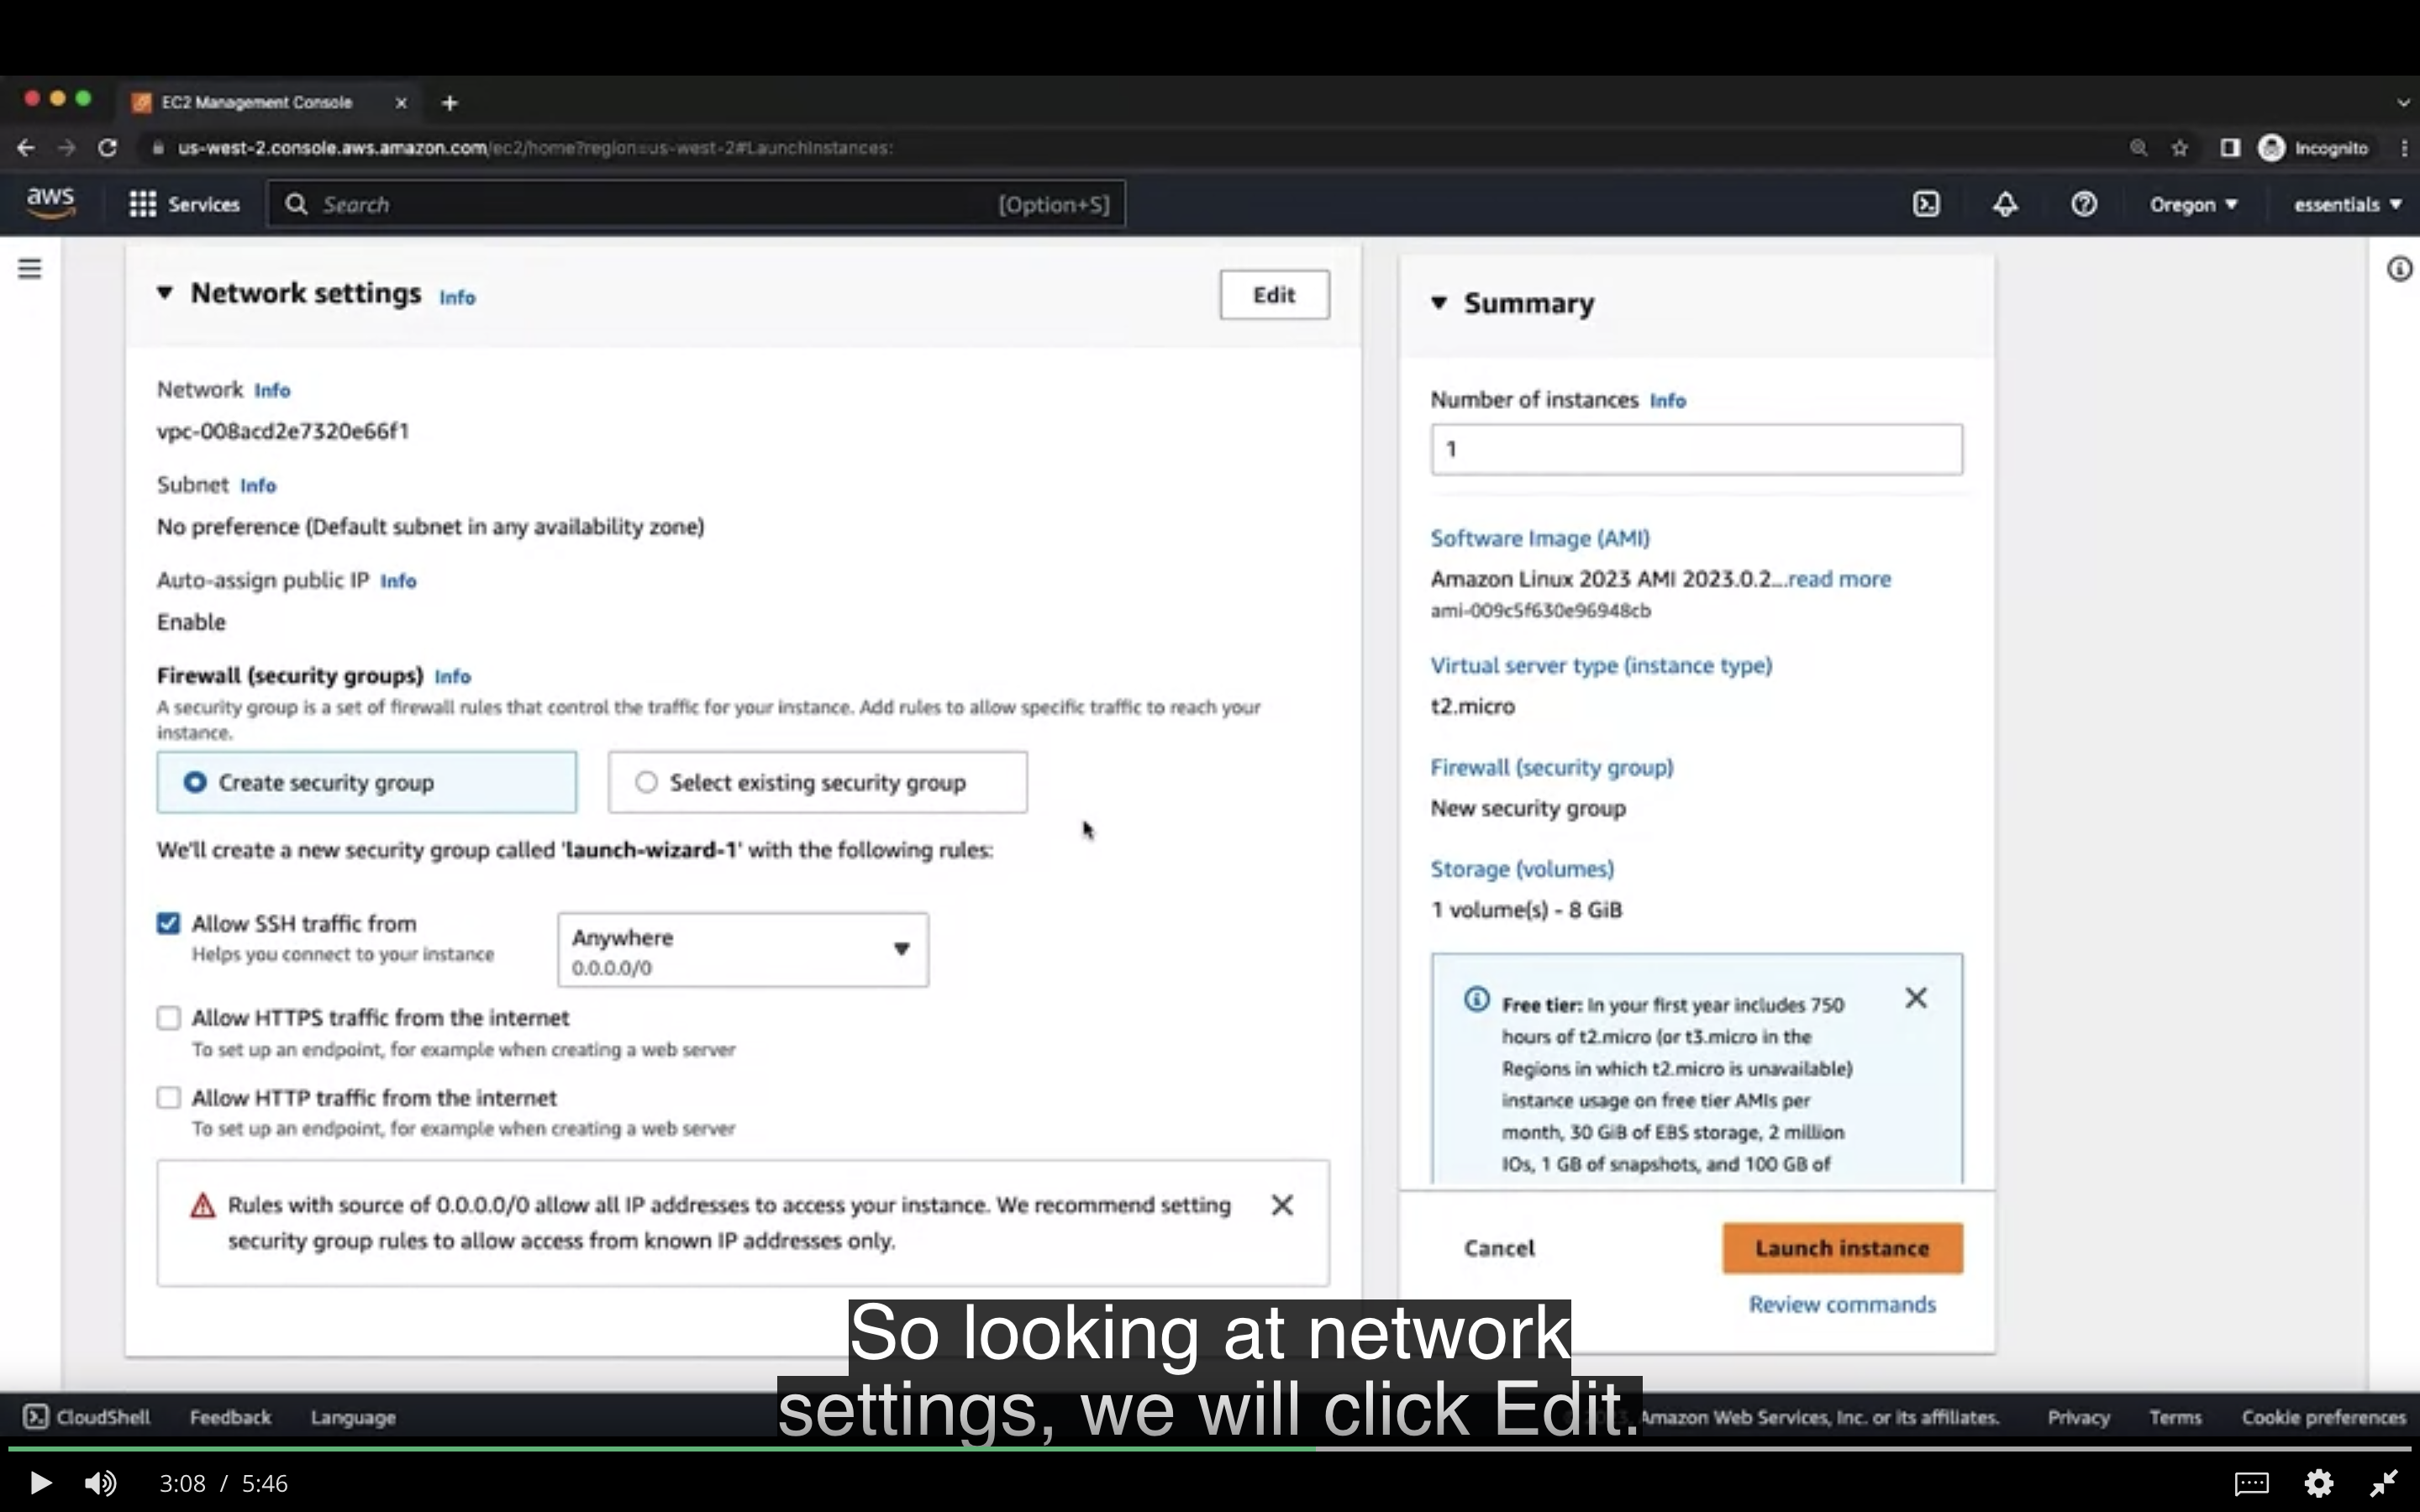 EC2 Management Console
us-west-2.console.aws.amazon.com/ec2/home?region=us-west-2#LaunchInstances:
Incognito
aws
Services
Search
[Option+S]
Oregon
essentials
Network settings Info
Edit
Network Info
vpc-008acd2e7320e66f1
Subnet Info
No preference (Default subnet in any availability zone)
Auto-assign public IP Info
Enable
Firewall (security groups) Info
A security group is a set of firewall rules that control the traffic for your instance. Add rules to allow specific traffic to reach your
instance.
Create security group
Select existing security group
We'll create a new security group called 'launch-wizard-1' with the following rules:
Allow SSH traffic from
Helps you connect to your instance
Anywhere
0.0.0.0/0
Allow HTTPS traffic from the internet
To set up an endpoint, for example when creating a web server
Allow HTTP traffic from the internet
To set up an endpoint, for example when creating a web server
Rules with source of 0.0.0.0/0 allow all IP addresses to access your instance. We recommend setting
security group rules to allow access from known IP addresses only.
Summary
Number of instances Info
1
Software Image (AMI)
Amazon Linux 2023 AMI 2023.0.2...read more
ami-009c5f630e96948cb
Virtual server type (instance type)
t2.micro
Firewall (security group)
New security group
Storage (volumes)
1 volume(s) - 8 GiB
Free tier: In your first year includes 750
hours of t2.micro (or t3.micro in the
Regions in which t2.micro is unavailable)
instance usage on free tier AMIs per
month, 30 GiB of EBS storage, 2 million
IOs, 1 GB of snapshots, and 100 GB of
Cancel
Launch instance
Review commands
So looking at network
settings, we will click Edit.
CloudShell
Feedback
Language
Amazon Web Services, Inc. or its affiliates.
Privacy
Terms
Cookie preferences
3:08 / 5:46